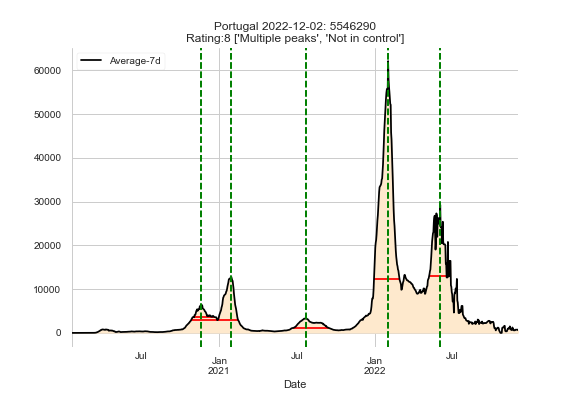 Portugal 2022-12-02: 5546290
Rating:8 ['Multiple peaks', 'Not in control']
Average-7d
60000
50000
40000
30000
20000
10000
0
Jul
Jan
2021
Jul
Jan
2022
Jul
Date